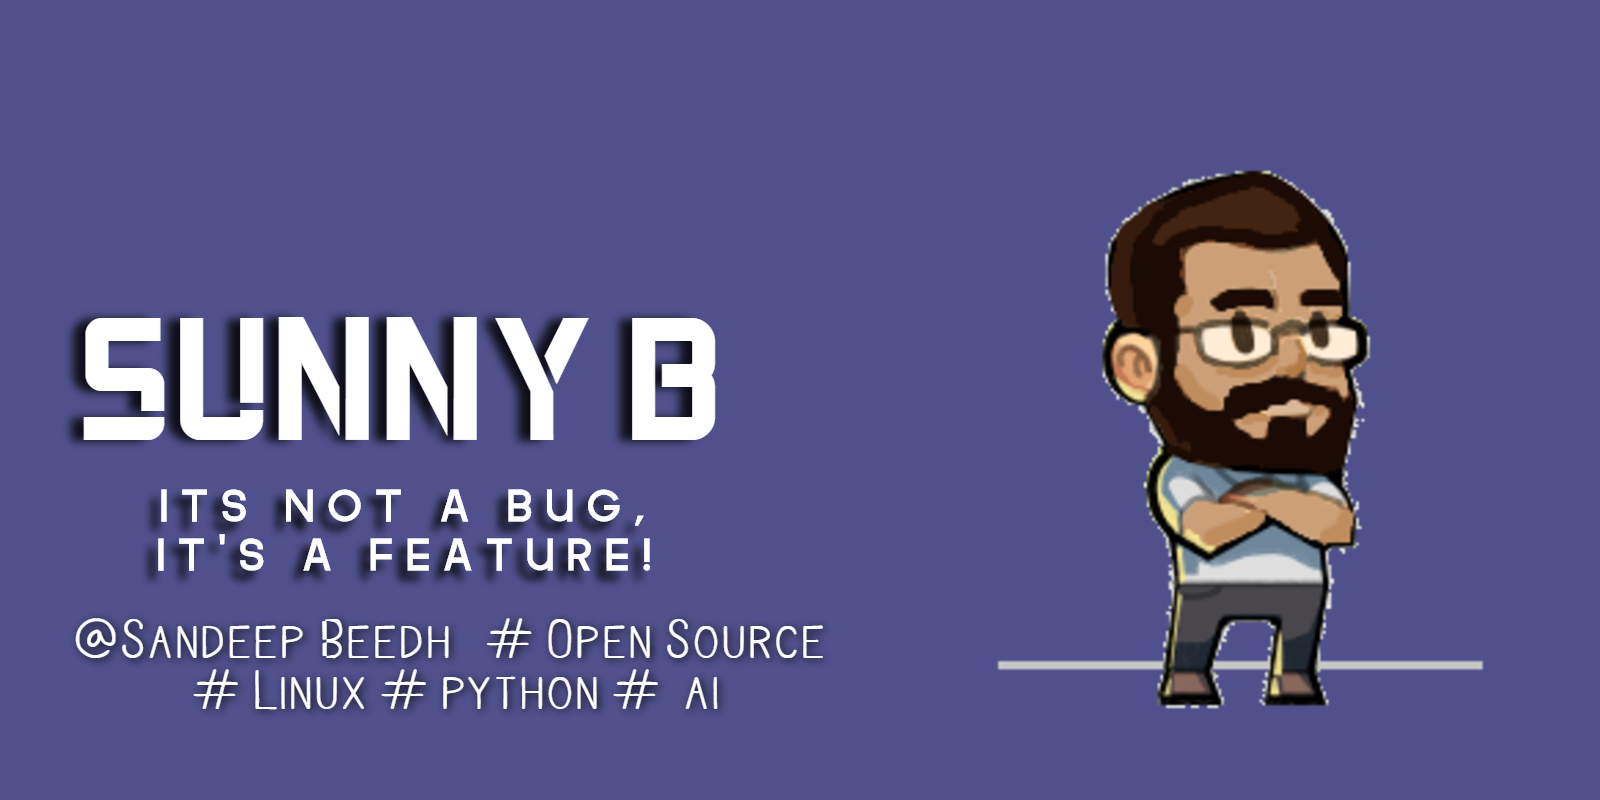 SUNNY B
ITS NOT A BUG,
IT'S A FEATURE!
@SANDEEP BEEDH # OPEN SOURCE
# LINUX # PYTHON # AI